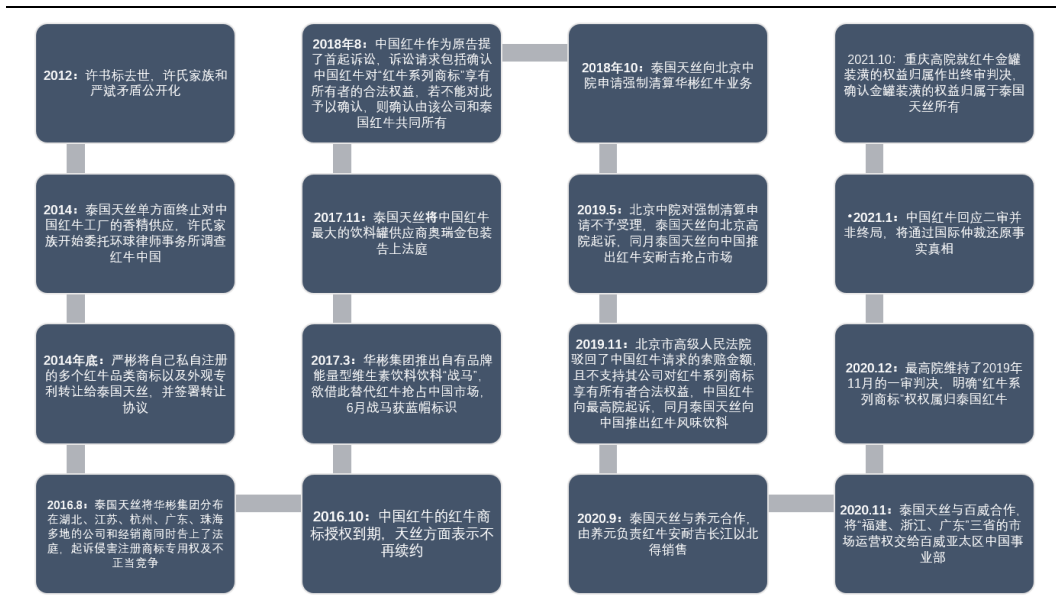 2012：许书标去世，许氏家族和
严斌矛盾公开化
2014：泰国天丝单方面终止对中
国红牛工厂的香精供应，许氏家
族开始委托环球律师事务所调查
红牛中国
2014年底：严彬将自己私自注册
的多个红牛品类商标以及外观专
利转让给泰国天丝，并签署转让
协议
2016.8：泰国天丝将华彬集团分布
在湖北、江苏、杭州、广东、珠海
多地的公司和经销商同时告上了法
庭，起诉侵害注册商标专用权及不
正当竞争
2016.10：中国红牛的红牛商
标授权到期，天丝方面表示不
再续约
2017.3：华彬集团推出自有品牌
能量型维生素饮料饮料“战马”，
欲借此替代红牛抢占中国市场，
6月战马获蓝帽标识
2017.11：泰国天丝将中国红牛
最大的饮料罐供应商奥瑞金包装
告上法庭
2018年8：中国红牛作为原告提
了首起诉讼，诉讼请求包括确认
中国红牛对“红牛系列商标”享有
所有者的合法权益，若不能对此
予以确认，则确认由该公司和泰
国红牛共同所有
2018年10：泰国天丝向北京中
院申请强制清算华彬红牛业务
2019.5：北京中院对强制清算申
请不予受理，泰国天丝向北京高
院起诉，同月泰国天丝向中国推
出红牛安耐吉抢占市场
2019.11：北京市高级人民法院
驳回了中国红牛请求的索赔金额，
且不支持其公司对红牛系列商标
享有所有者合法权益，中国红牛
向最高院起诉，同月泰国天丝向
中国推出红牛风味饮料
2020.9：泰国天丝与养元合作，
由养元负责红牛安耐吉长江以北
得销售
2020.11：泰国天丝与百威合作，
将“福建、浙江、广东”三省的市
场运营权交给百威亚太区中国事
业部
2020.12：最高院维持了2019年
11月的一审判决，明确“红牛系
列商标”权权属归泰国红牛
•2021.1：中国红牛回应二审并
非终局，将通过国际仲裁还原事
实真相
2021.10：重庆高院就红牛金罐
装潢的权益归属作出终审判决，
确认金罐装潢的权益归属于泰国
天丝所有